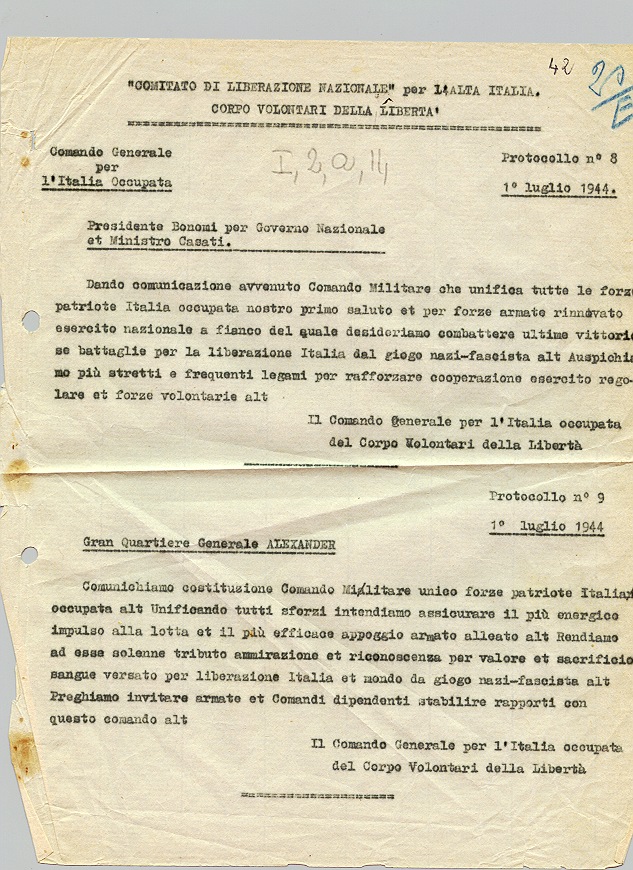 42
"COMITATO DI LIBERAZIONE NAZIONALE" per l'ALTA ITALIA.
CORPO VOLONTARI DELLA LIBERTA'
Comando Generale
per
l'Italia Occupata
I, 2, a, 4
Protocollo n° 8
1° luglio 1944.
Presidente Bonomi per Governo Nazionale
et Ministro Casati.
Dando comunicazione avvenuto Comando Militare che unifica tutte le forze
patriote Italia occupata nostro primo saluto et per forze armate rinnovato
esercito nazionale a fianco del quale desideriamo combattere ultime vittorio
se battaglie per la liberazione Italia dal giogo nazi-fascista alt Auspichia
mo più stretti e frequenti legami per rafforzare cooperazione esercito rego-
lare et forze volontarie alt
Il Comando Generale per l'Italia occupata
del Corpo Volontari della Libertà
Protocollo n° 9
1° luglio 1944
Gran Quartiere Generale ALEXANDER
Comunichiamo costituzione Comando Militare unico forze patriote Italia
occupata alt Unificando tutti sforzi intendiamo assicurare il più energico
impulso alla lotta et il più efficace appoggio armato alleato alt Rendiamo
ad esse solenne tributo ammirazione et riconoscenza per valore et sacrificio
sangue versato per liberazione Italia et mondo da giogo nazi-fascista alt
Preghiamo invitare armate et Comandi dipendenti stabilire rapporti con
questo comando alt
Il Comando Generale per l'Italia occupata
del Corpo Volontari della Libertà